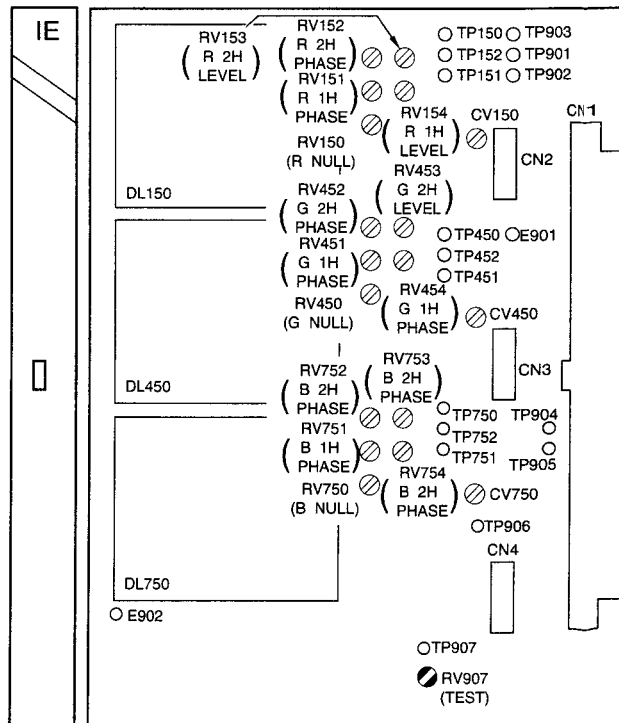 IE
RV153
( R 2H
LEVEL )
RV152
( R 2H
PHASE )
RV151
( R 1H
PHASE )
RV150
(R NULL)
RV154
( R 1H
LEVEL )
CV150
TP150
TP903
TP152
TP901
TP151
TP902
CN1
CN2
DL150
RV453
( G 2H
LEVEL )
RV452
( G 2H
PHASE )
RV451
( G 1H
PHASE )
RV450
(G NULL)
RV454
( G 1H
PHASE )
TP450
E901
TP452
TP451
CV450
CN3
DL450
RV752
( B 2H
PHASE )
RV753
( B 2H
PHASE )
RV751
( B 1H
PHASE )
RV750
(B NULL)
RV754
( B 2H
PHASE )
TP750
TP904
TP752
TP751
TP905
CV750
TP906
CN4
DL750
E902
TP907
RV907
(TEST)